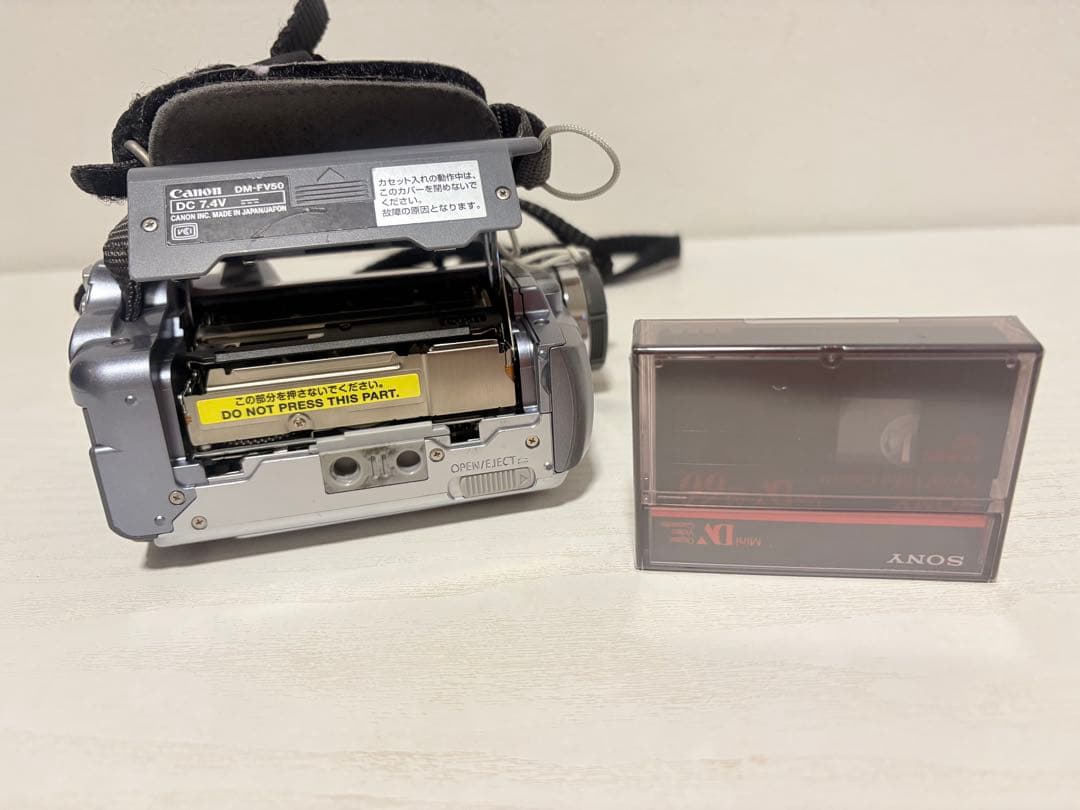 Canon DM-FV50
DC 7.4V
CANON INC. MADE IN JAPAN/JAPON
カセット入れの動作中は、
このカバーを閉めないで
ください。
故障の原因となります。
この部分を押さないでください。
DO NOT PRESS THIS PART.
OPEN/EJECT
Mini DV
Digital
Video
Cassette
SONY